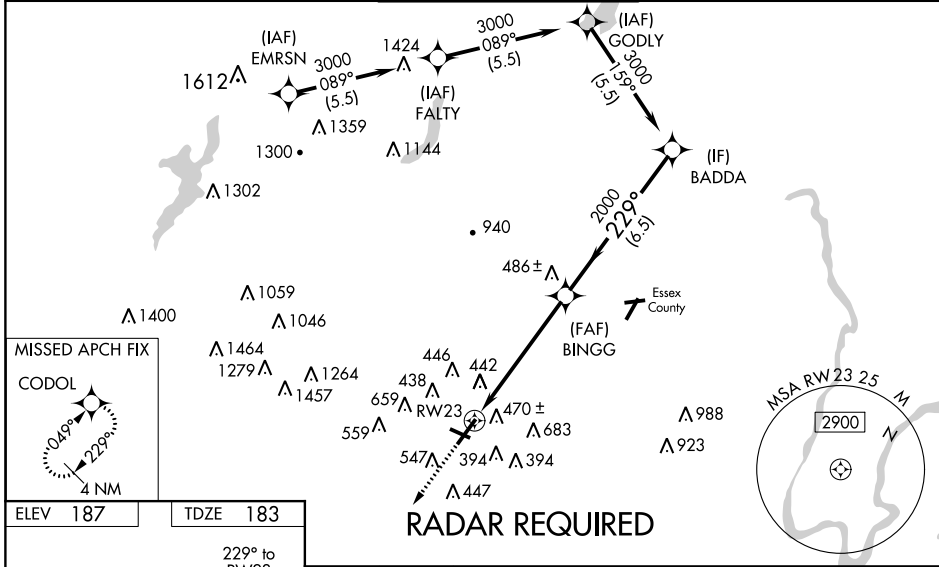 (IAF)
EMRSN
3000
089°
(5.5)
1424
(IAF)
FALTY
3000
089°
(5.5)
(IAF)
GODLY
3000
159°
(5.5)
(IF)
BADDA
1612
1359
1300
1144
1302
940
2000
229°
(6.5)
486±
(FAF)
BINGG
Essex
County
1059
1046
1400
1464
1279
1264
1457
446
442
438
659
RW23
470±
559
683
547
394
394
447
988
923
MISSED APCH FIX
CODOL
049°
229°
4 NM
MSA RW 23 25 NM
2900
RADAR REQUIRED
ELEV 187
TDZE 183
229° to